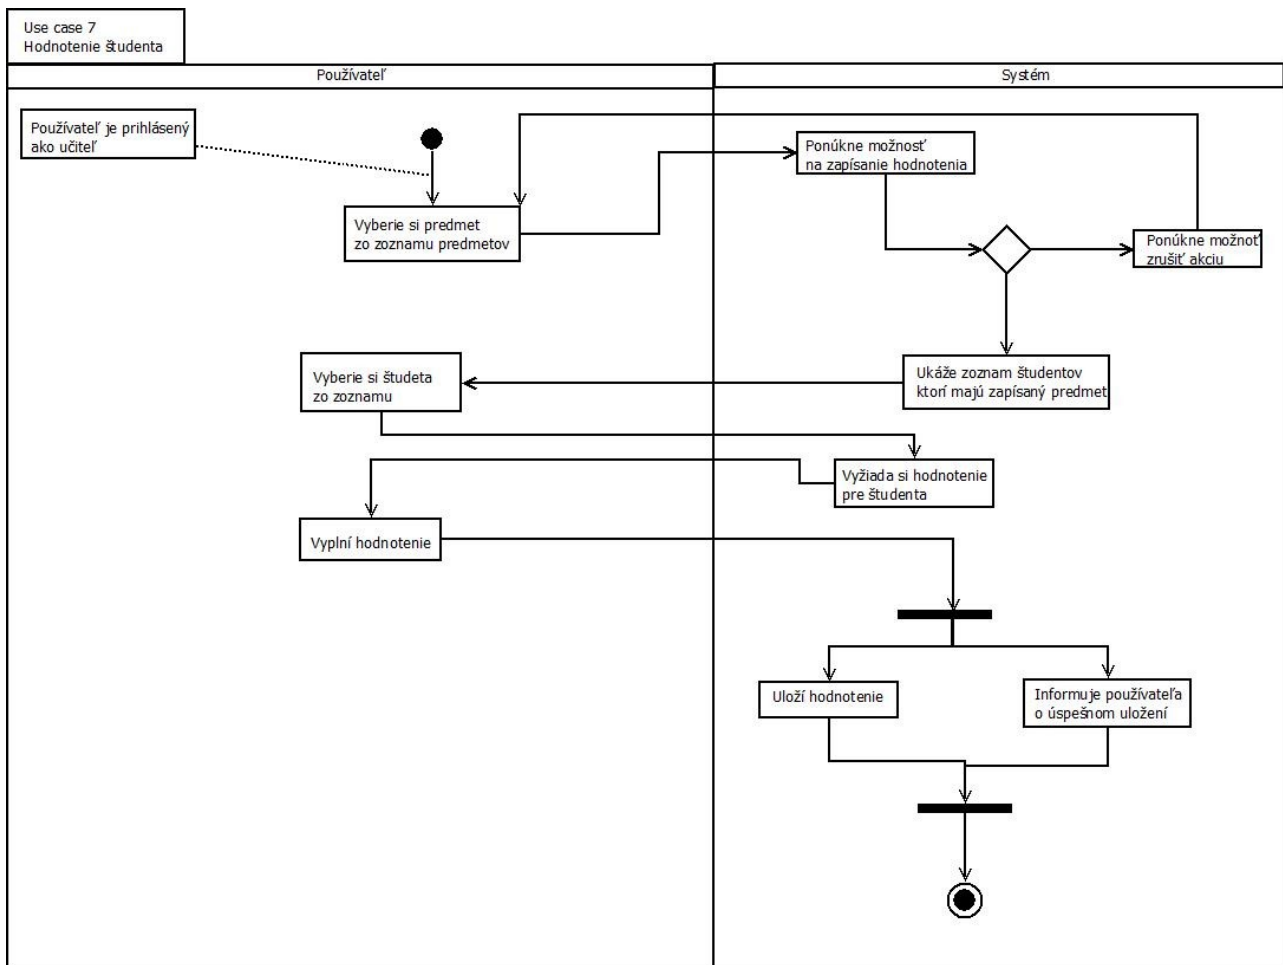 Use case 7
Hodnotenie študenta
Používateľ
Systém
Používateľ je prihlásený
ako učiteľ
Ponúkne možnosť
na zapísanie hodnotenia
Vyberie si predmet
zo zoznamu predmetov
Ponúkne možnoť
zrušiť akciu
Vyberie si študeta
zo zoznamu
Ukáže zoznam študentov
ktorí majú zapísaný predmet
Vyžiada si hodnotenie
pre študenta
Vyplní hodnotenie
Uloží hodnotenie
Informuje používateľa
o úspešnom uložení